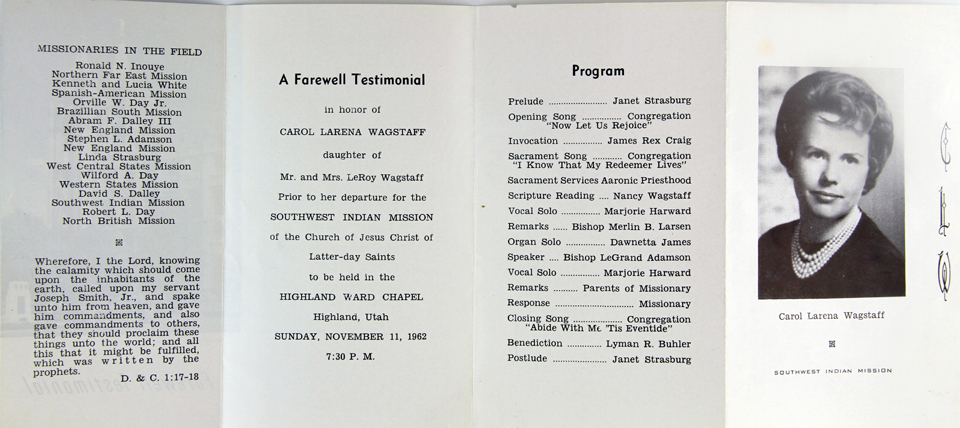 MISSIONARIES IN THE FIELD
Ronald N. Inouye
Northern Far East Mission
Kenneth and Lucia White
Spanish-American Mission
Orville W. Day Jr.
Brazillian South Mission
Abram F. Dalley III
New England Mission
Stephen L. Adamson
New England Mission
Linda Strasburg
West Central States Mission
Wilford A. Day
Western States Mission
David S. Dalley
Southwest Indian Mission
Robert L. Day
North British Mission
Wherefore, I the Lord, knowing
the calamity which should come
upon the inhabitants of the
earth, called upon my servant
Joseph Smith, Jr., and spake
unto him from heaven, and gave
him commandments, and also
gave commandments to others,
that they should proclaim these
things unto the world; and all
this that it might be fulfilled,
which was written by the
prophets.
D. & C. 1:17-18
A Farewell Testimonial
in honor of
CAROL LARENA WAGSTAFF
daughter of
Mr. and Mrs. LeRoy Wagstaff
Prior to her departure for the
SOUTHWEST INDIAN MISSION
of the Church of Jesus Christ of
Latter-day Saints
to be held in the
HIGHLAND WARD CHAPEL
Highland, Utah
SUNDAY, NOVEMBER 11, 1962
7:30 P. M.
Program
Prelude ........................ Janet Strasburg
Opening Song ................ Congregation
"Now Let Us Rejoice"
Invocation ................ James Rex Craig
Sacrament Song ............ Congregation
"I Know That My Redeemer Lives"
Sacrament Services Aaronic Priesthood
Scripture Reading .... Nancy Wagstaff
Vocal Solo ................ Marjorie Harward
Remarks ...... Bishop Merlin B. Larsen
Organ Solo ................ Dawnetta James
Speaker .... Bishop LeGrand Adamson
Vocal Solo ................ Marjorie Harward
Remarks .......... Parents of Missionary
Response ................................ Missionary
Closing Song .................... Congregation
"Abide With Me 'Tis Eventide"
Benediction ................ Lyman R. Buhler
Postlude ........................ Janet Strasburg
Carol Larena Wagstaff
SOUTHWEST INDIAN MISSION
C
L
W